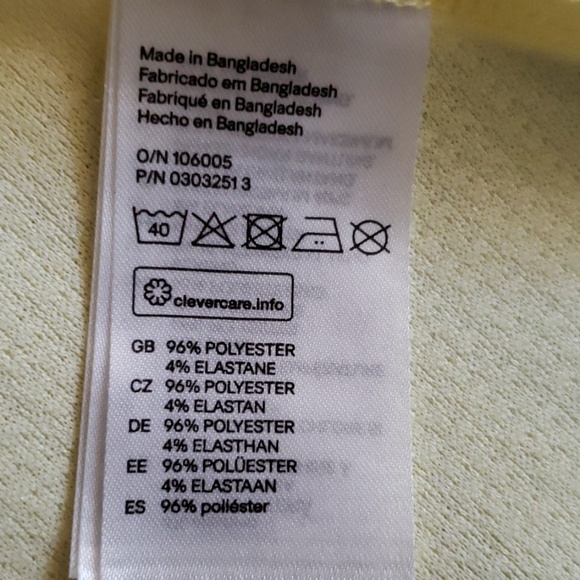 Made in Bangladesh
Fabricado em Bangladesh
Fabriqué en Bangladesh
Hecho en Bangladesh
O/N 106005
P/N 0303251 3
40
clevercare.info
GB 96% POLYESTER
4% ELASTANE
CZ 96% POLYESTER
4% ELASTAN
DE 96% POLYESTER
4% ELASTHAN
EE 96% POLÜESTER
4% ELASTAAN
ES 96% poliéster